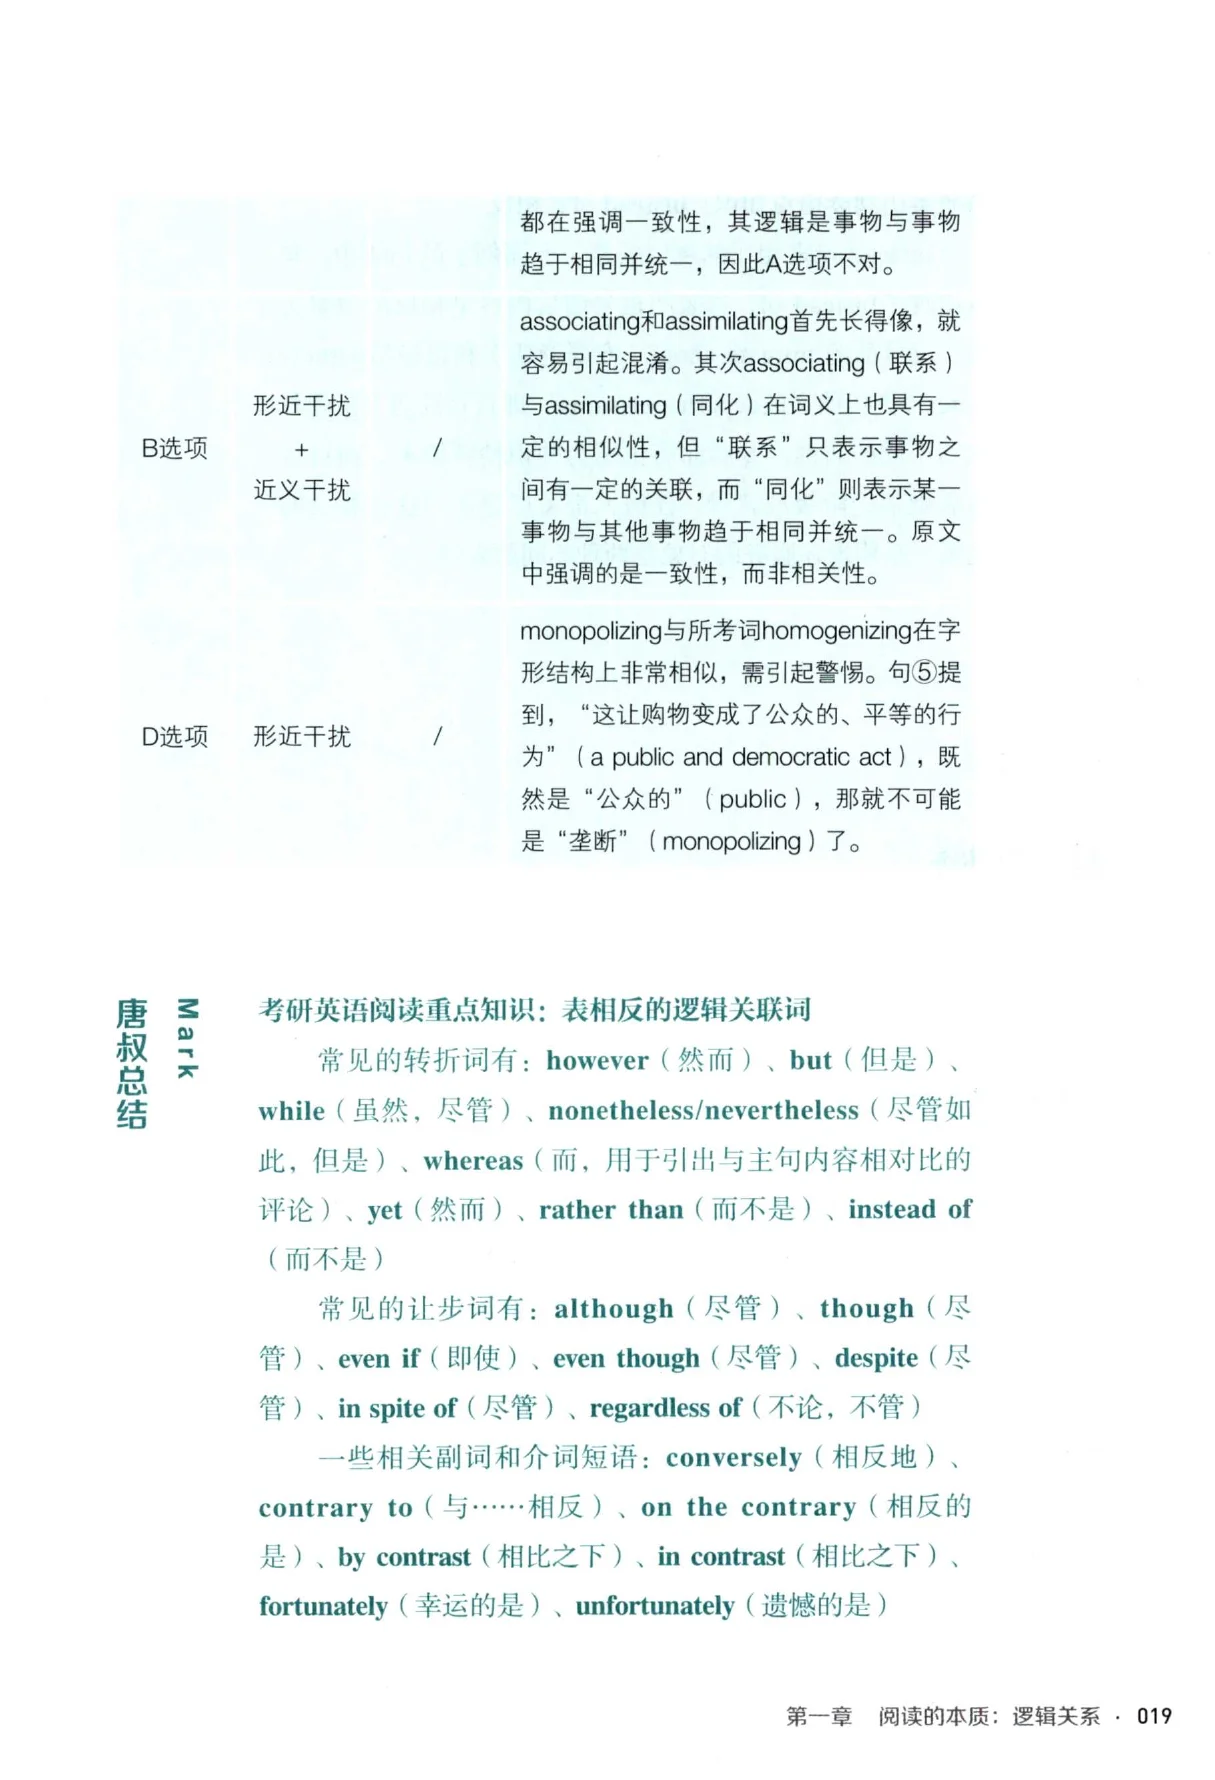 都在强调一致性，其逻辑是事物与事物
趋于相同并统一，因此A选项不对。
B选项
形近干扰
+
近义干扰
/
associating和assimilating首先长得像，就
容易引起混淆。其次associating（联系）
与assimilating（同化）在词义上也具有一
定的相似性，但“联系”只表示事物之
间有一定的关联，而“同化”则表示某一
事物与其他事物趋于相同并统一。原文
中强调的是一致性，而非相关性。
D选项
形近干扰
/
monopolizing与所考词homogenizing在字
形结构上非常相似，需引起警惕。句⑤提
到，“这让购物变成了公众的、平等的行
为”（a public and democratic act），既
然是“公众的”（public），那就不可能
是“垄断”（monopolizing）了。
唐叔总结
Mark
考研英语阅读重点知识：表相反的逻辑关联词
常见的转折词有：however（然而）、but（但是）、
while（虽然，尽管）、nonetheless/nevertheless（尽管如
此，但是）、whereas（而，用于引出与主句内容相对比的
评论）、yet（然而）、rather than（而不是）、instead of
（而不是）
常见的让步词有：although（尽管）、though（尽
管）、even if（即使）、even though（尽管）、despite（尽
管）、in spite of（尽管）、regardless of（不论，不管）
一些相关副词和介词短语：conversely（相反地）、
contrary to（与……相反）、on the contrary（相反的
是）、by contrast（相比之下）、in contrast（相比之下）、
fortunately（幸运的是）、unfortunately（遗憾的是）
第一章 阅读的本质：逻辑关系 · 019